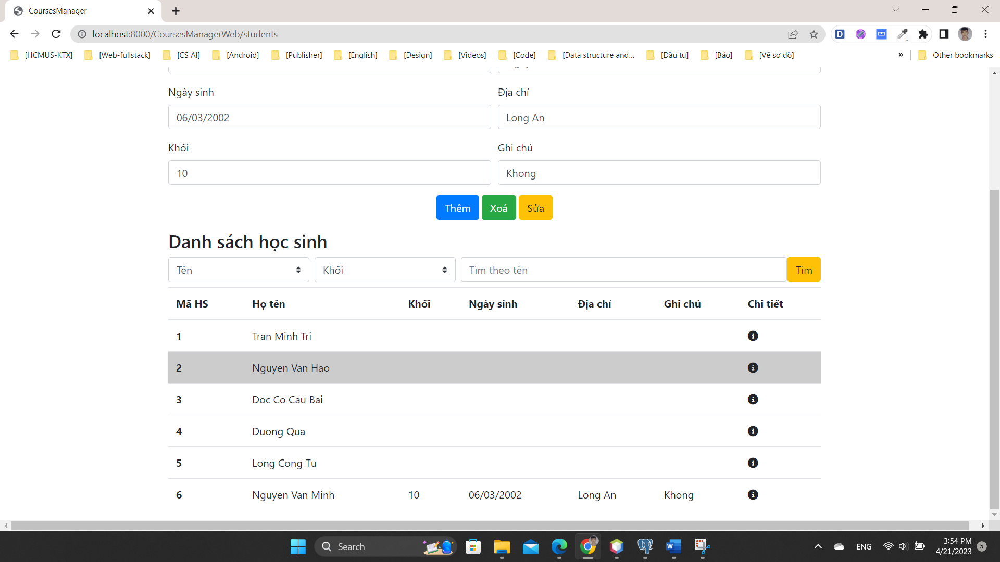 CoursesManager
localhost:8000/CoursesManagerWeb/students
[HCMUS-KTX] [Web-fullstack] [CS AI] [Android] [Publisher] [English] [Design] [Videos] [Code] [Data structure and... [Đầu tư] [Báo] [Vẽ sơ đồ] » Other bookmarks
Ngày sinh Địa chỉ
06/03/2002 Long An
Khối Ghi chú
10 Khong
Thêm Xoá Sửa
Danh sách học sinh
Tên Khối Tìm theo tên Tìm
Mã HS Họ tên Khối Ngày sinh Địa chỉ Ghi chú Chi tiết
1 Tran Minh Tri
2 Nguyen Van Hao
3 Doc Co Cau Bai
4 Duong Qua
5 Long Cong Tu
6 Nguyen Van Minh 10 06/03/2002 Long An Khong
Search ENG 3:54 PM
4/21/2023 5